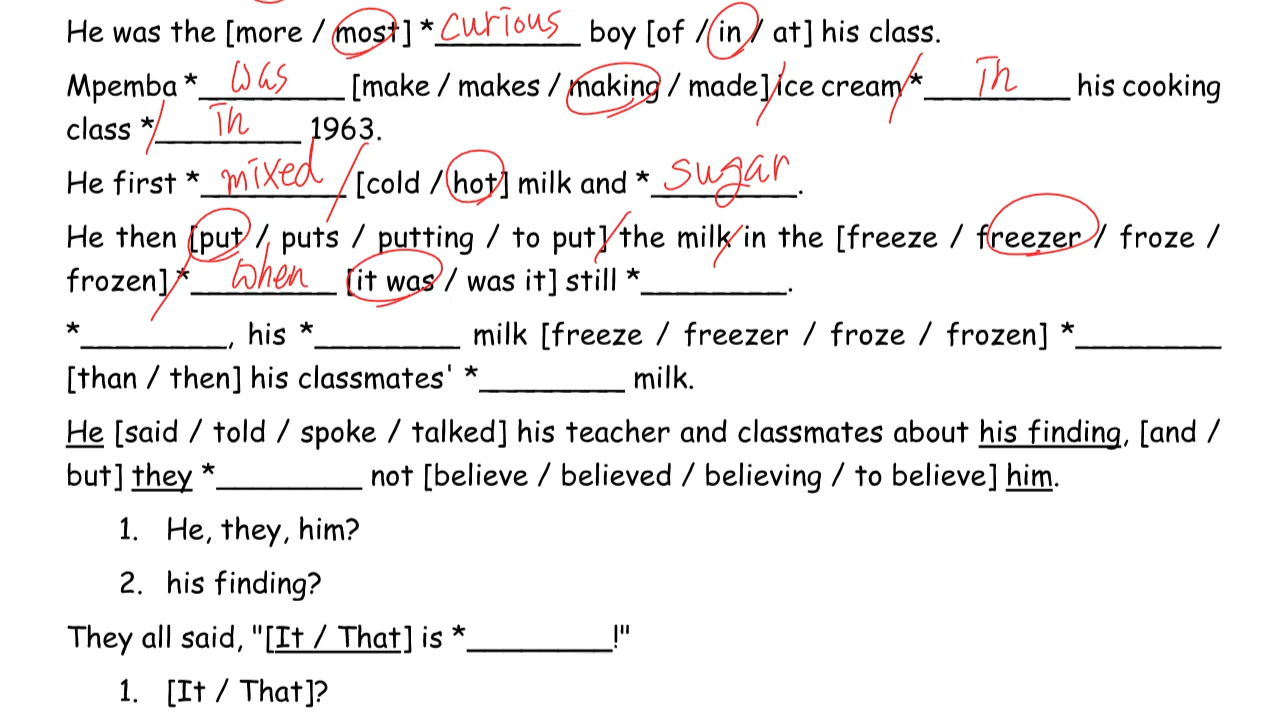 He was the [more / most] *curious boy [of / in / at] his class.
Mpemba *was [make / makes / making / made] ice cream *In his cooking
class *In 1963.
He first *mixed [cold / hot] milk and *sugar.
He then [put / puts / putting / to put] the milk in the [freeze / freezer / froze /
frozen] *when [it was / was it] still *________.
*________, his *________ milk [freeze / freezer / froze / frozen] *________
[than / then] his classmates' *________ milk.
He [said / told / spoke / talked] his teacher and classmates about his finding, [and /
but] they *________ not [believe / believed / believing / to believe] him.
1. He, they, him?
2. his finding?
They all said, "[It / That] is *________!"
1. [It / That]?